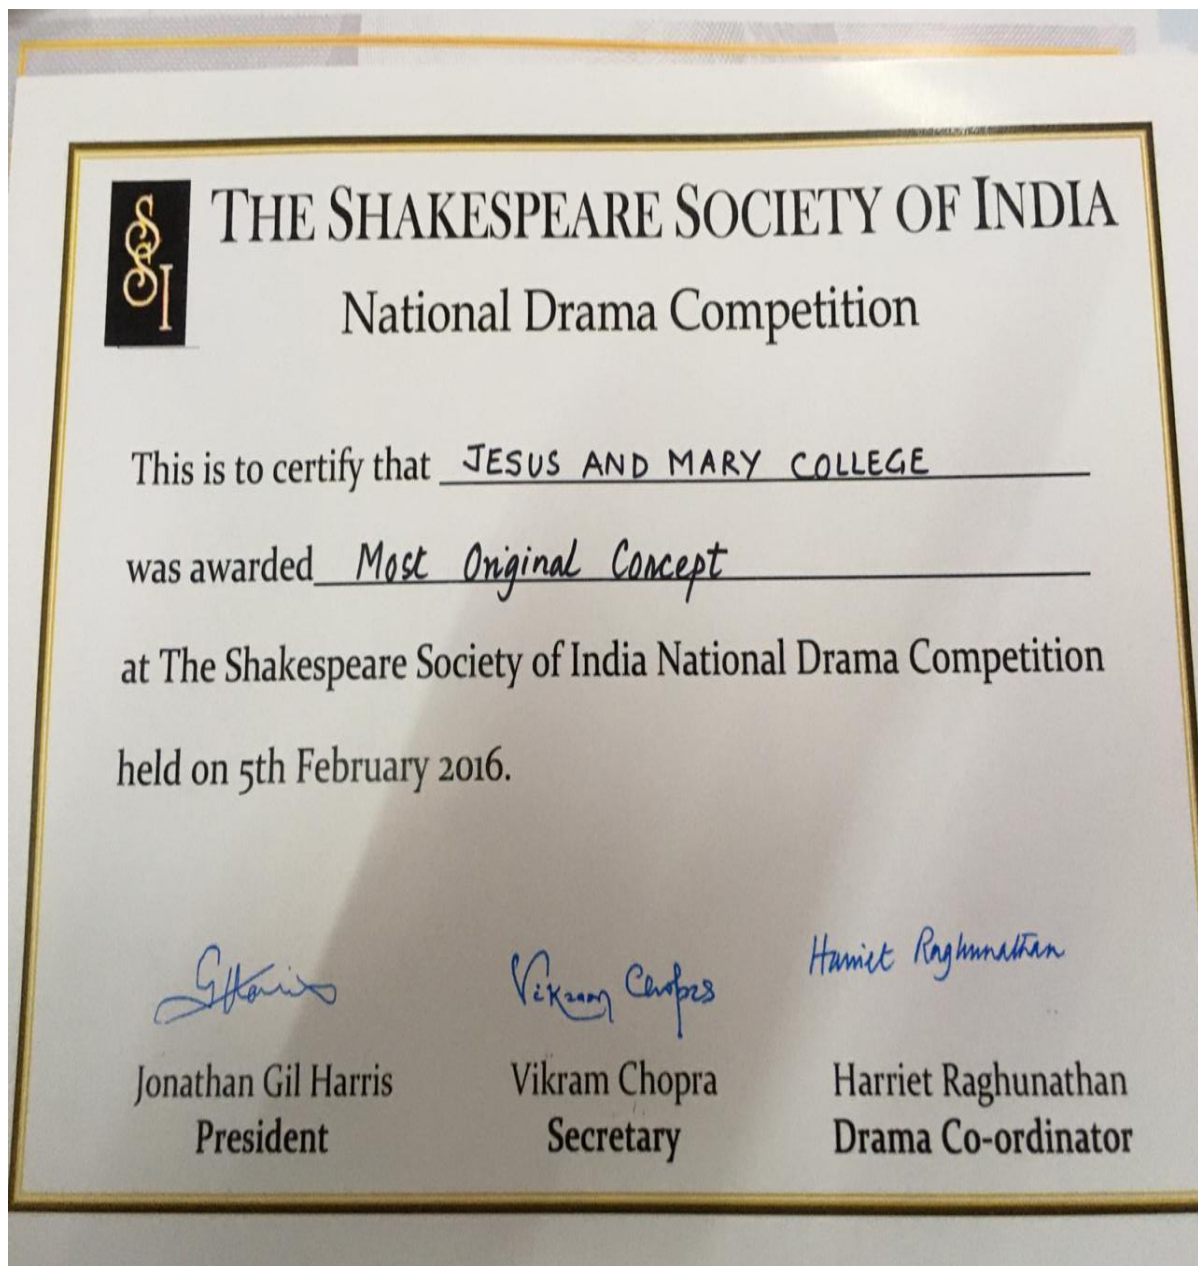 SSI
THE SHAKESPEARE SOCIETY OF INDIA
National Drama Competition
This is to certify that JESUS AND MARY COLLEGE
was awarded Most Original Concept
at The Shakespeare Society of India National Drama Competition
held on 5th February 2016.
GHarris Vikram Chopra Harriet Raghunathan
Jonathan Gil Harris Vikram Chopra Harriet Raghunathan
President Secretary Drama Co-ordinator